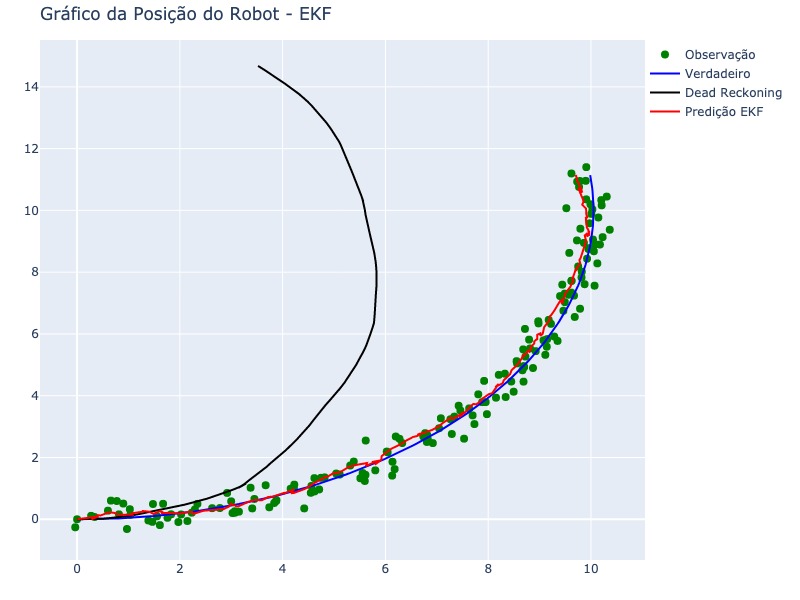 Gráfico da Posição do Robot - EKF
Observação
Verdadeiro
Dead Reckoning
Predição EKF
14
12
10
8
6
4
2
0
0 2 4 6 8 10